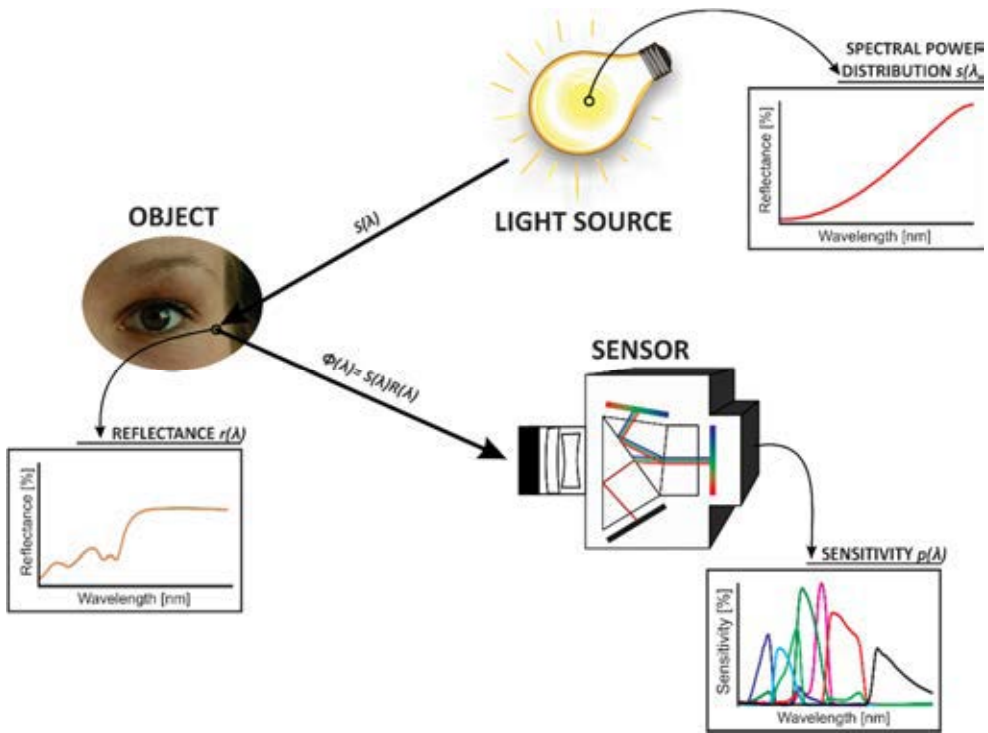 SPECTRAL POWER
DISTRIBUTION s(λ
Reflectance [%]
Wavelength [nm]
LIGHT SOURCE
S(λ)
OBJECT
Φ(λ)= S(λ)R(λ)
SENSOR
REFLECTANCE r(λ)
Reflectance [%]
Wavelength [nm]
SENSITIVITY p(λ)
Sensitivity [%]
Wavelength [nm]